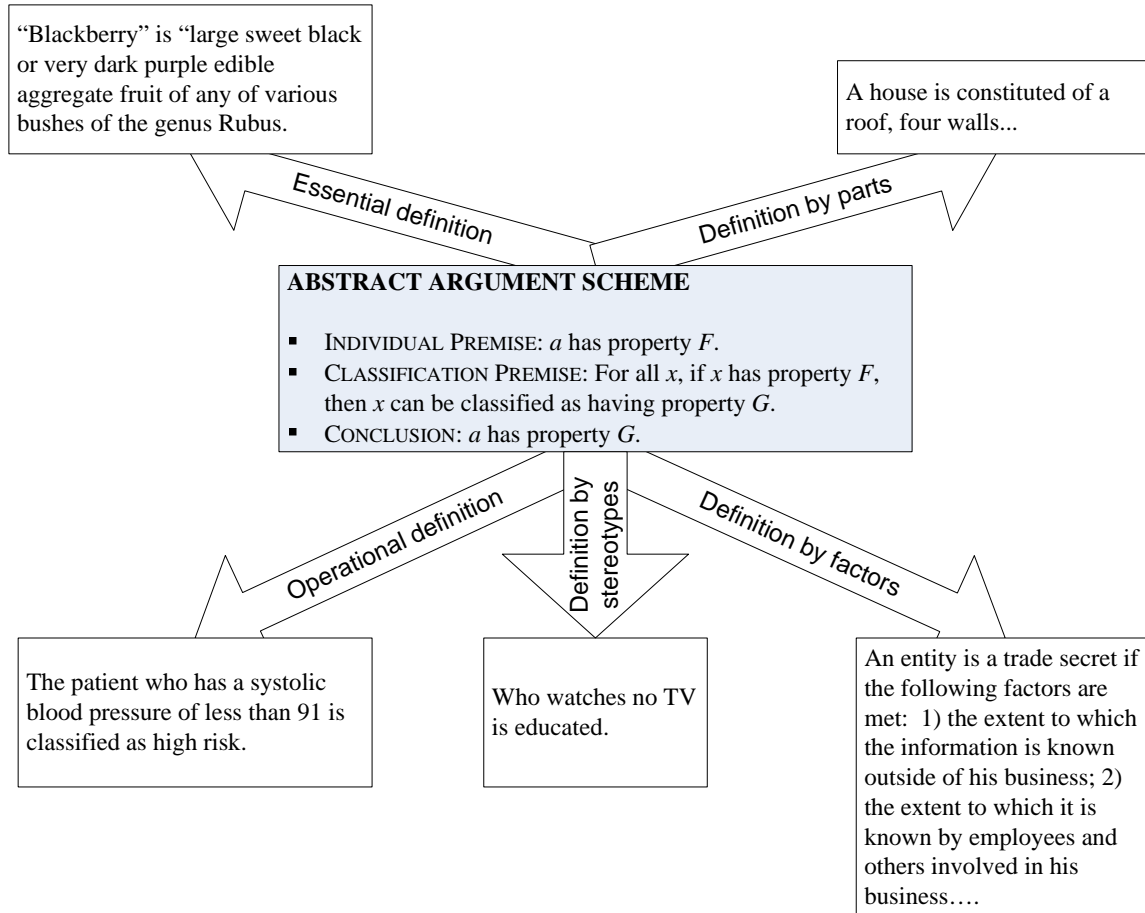 “Blackberry” is “large sweet black
or very dark purple edible
aggregate fruit of any of various
bushes of the genus Rubus.
A house is constituted of a
roof, four walls...
Essential definition
Definition by parts
ABSTRACT ARGUMENT SCHEME
▪ INDIVIDUAL PREMISE: a has property F.
▪ CLASSIFICATION PREMISE: For all x, if x has property F,
then x can be classified as having property G.
▪ CONCLUSION: a has property G.
Operational definition
Definition by
stereotypes
Definition by factors
The patient who has a systolic
blood pressure of less than 91 is
classified as high risk.
Who watches no TV
is educated.
An entity is a trade secret if
the following factors are
met:  1) the extent to which
the information is known
outside of his business; 2)
the extent to which it is
known by employees and
others involved in his
business….